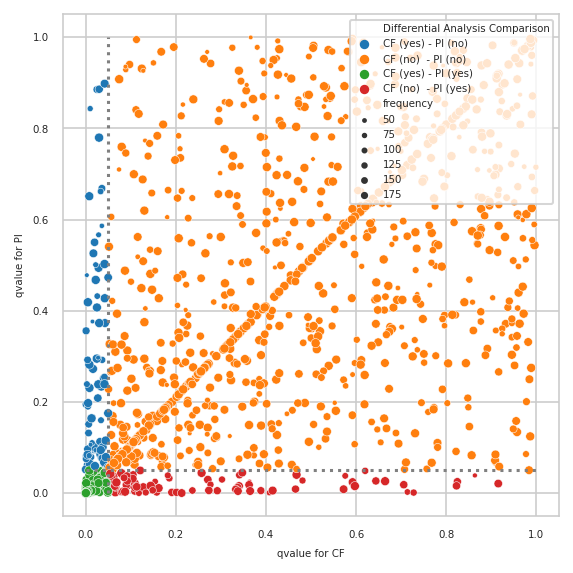 Differential Analysis Comparison
CF (yes) - PI (no)
CF (no)  - PI (no)
CF (yes) - PI (yes)
CF (no)  - PI (yes)
frequency
50
75
100
125
150
175
1.0
0.8
0.6
0.4
0.2
0.0
qvalue for PI
0.0 0.2 0.4 0.6 0.8 1.0
qvalue for CF